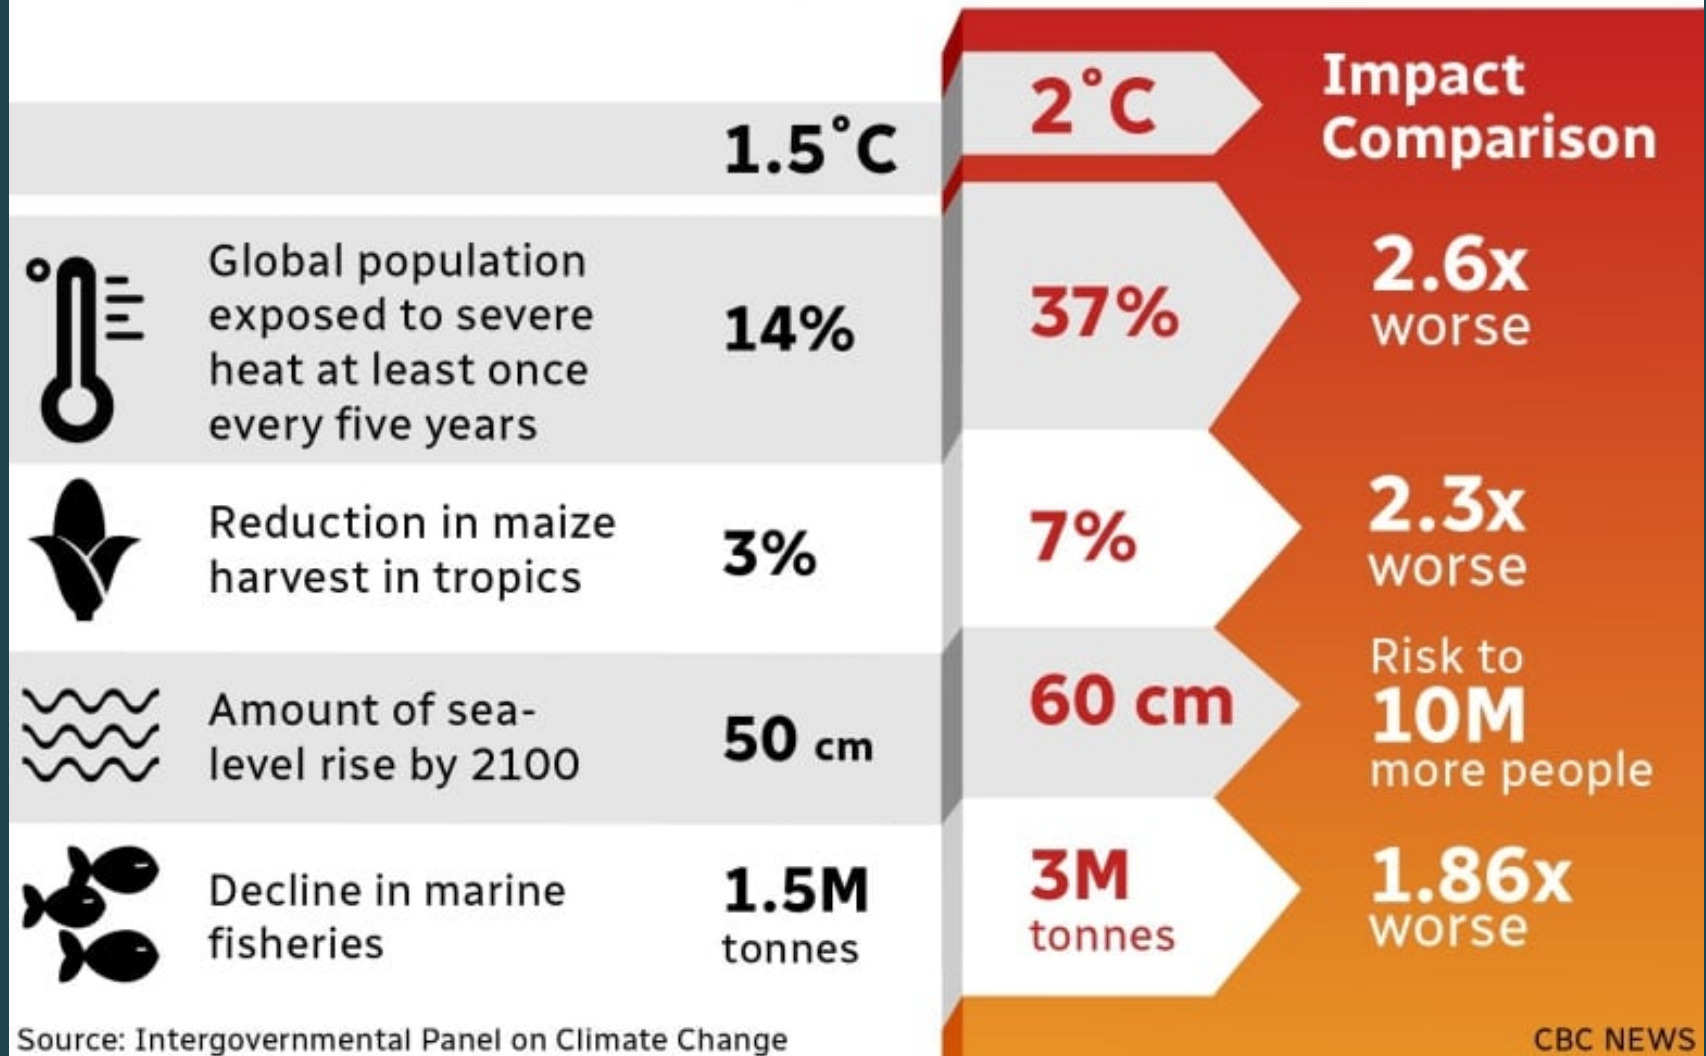 2°C
Impact
Comparison
1.5°C
Global population
exposed to severe
heat at least once
every five years
14%
37%
2.6x
worse
Reduction in maize
harvest in tropics
3%
7%
2.3x
worse
Amount of sea-
level rise by 2100
50 cm
60 cm
Risk to
10M
more people
Decline in marine
fisheries
1.5M
tonnes
3M
tonnes
1.86x
worse
Source: Intergovernmental Panel on Climate Change
CBC NEWS